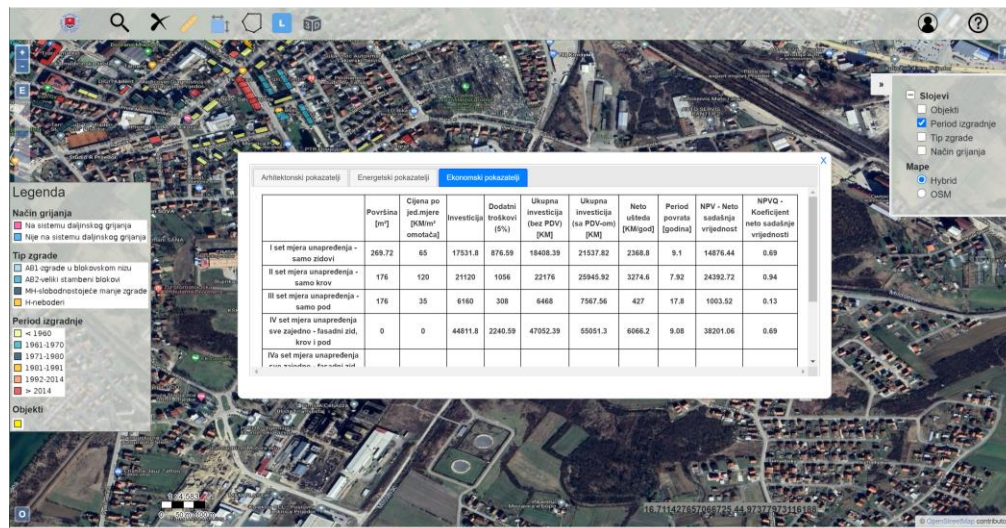 L
3D
?
+
-
E
»
Slojevi
Objekti
Period izgradnje
Tip zgrade
Način grijanja
Mape
Hybrid
OSM
Legenda
Način grijanja
Na sistemu daljinskog grijanja
Nije na sistemu daljinskog grijanja
Tip zgrade
AB1-zgrade u blokovskom nizu
AB2-veliki stambeni blokovi
MH-slobodnostojeće manje zgrade
H-neboderi
Period izgradnje
< 1960
1961-1970
1971-1980
1981-1991
1992-2014
> 2014
Objekti
X
Arhitektonski pokazatelji Energetski pokazatelji Ekonomski pokazatelji
Površina [m²] Cijena po jed.mjere [KM/m² omotača] Investicija Dodatni troškovi (5%) Ukupna investicija (bez PDV) [KM] Ukupna investicija (sa PDV-om) [KM] Neto ušteda [KM/god] Period povrata [godina] NPV - Neto sadašnja vrijednost NPVQ - Koeficijent neto sadašnje vrijednosti
I set mjera unapređenja - samo zidovi 269.72 65 17531.8 876.59 18408.39 21537.82 2368.8 9.1 14876.44 0.69
II set mjera unapređenja - samo krov 176 120 21120 1056 22176 25945.92 3274.6 7.92 24392.72 0.94
III set mjera unapređenja - samo pod 176 35 6160 308 6468 7567.56 427 17.8 1003.52 0.13
IV set mjera unapređenja sve zajedno - fasadni zid, krov i pod 0 0 44811.8 2240.59 47052.39 55051.3 6066.2 9.08 38201.06 0.69
IVa set mjera unapređenja
sve zajedno - fasadni zid
O
© OpenStreetMap contributo